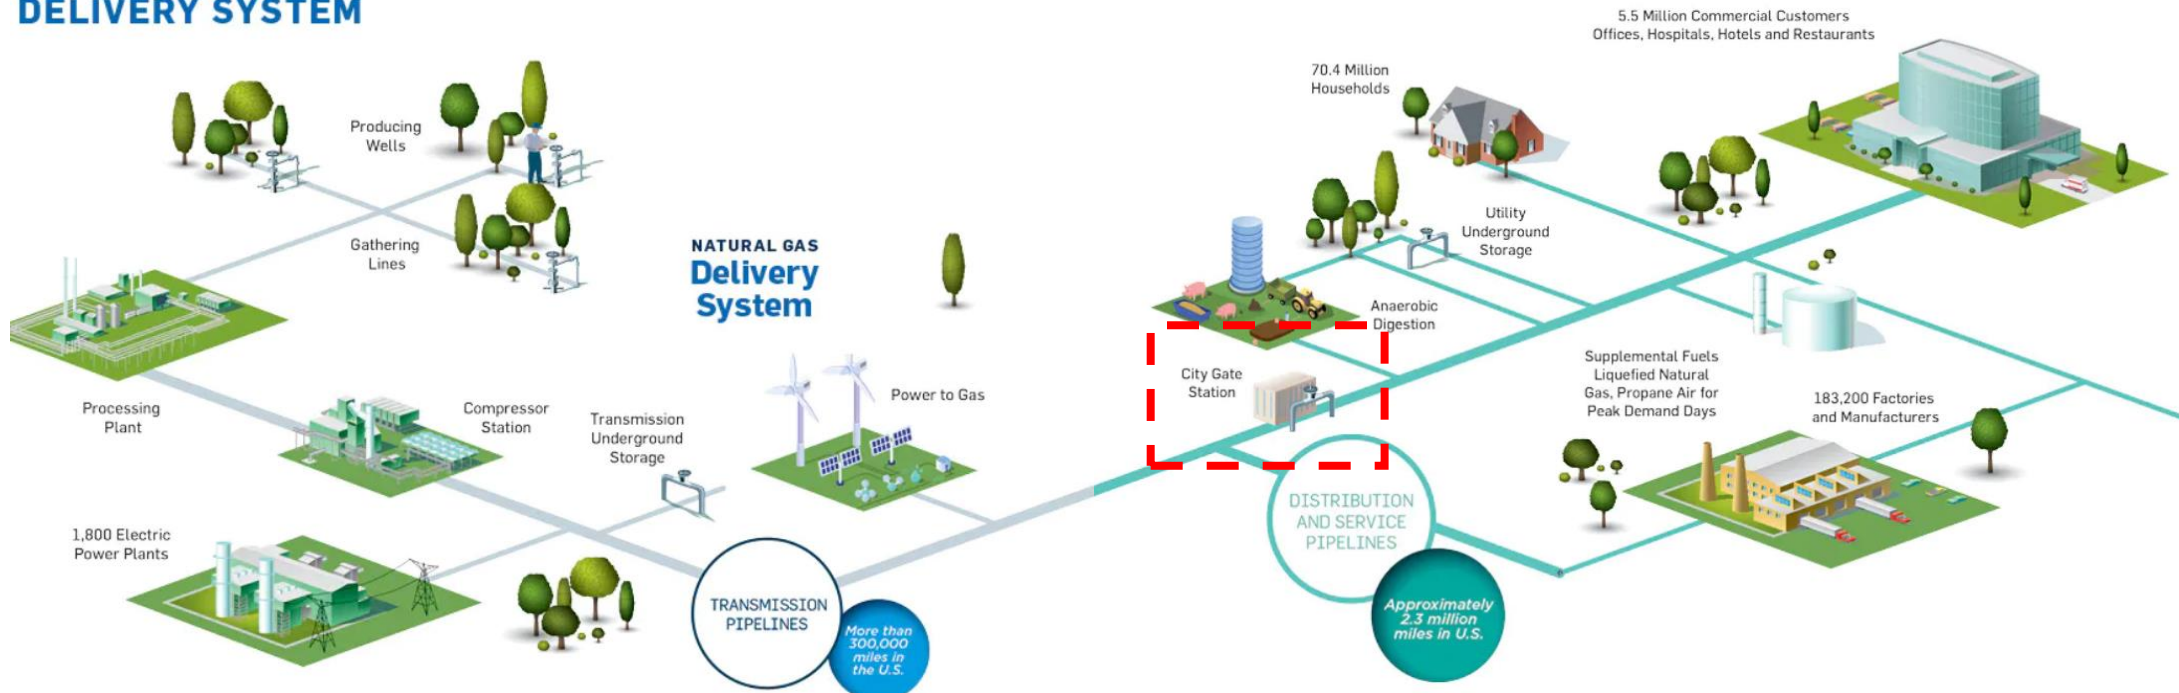 DELIVERY SYSTEM
Producing
Wells
Gathering
Lines
NATURAL GAS
Delivery
System
Processing
Plant
Compressor
Station
Transmission
Underground
Storage
Power to Gas
1,800 Electric
Power Plants
TRANSMISSION
PIPELINES
More than
300,000
miles in
the U.S.
5.5 Million Commercial Customers
Offices, Hospitals, Hotels and Restaurants
70.4 Million
Households
Utility
Underground
Storage
Anaerobic
Digestion
City Gate
Station
Supplemental Fuels
Liquefied Natural
Gas, Propane Air for
Peak Demand Days
183,200 Factories
and Manufacturers
DISTRIBUTION
AND SERVICE
PIPELINES
Approximately
2.3 million
miles in U.S.